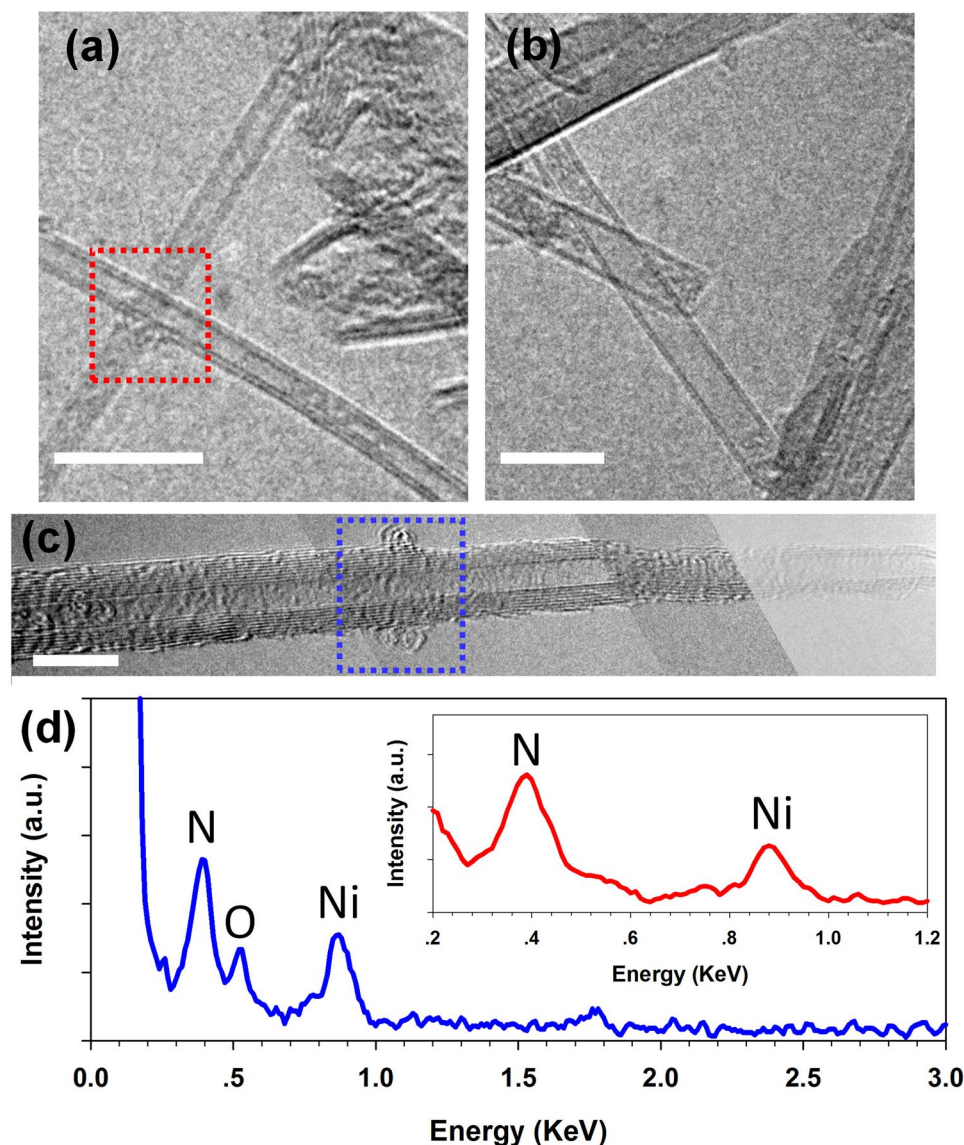 (a)
(b)
(c)
(d)
Intensity (a.u.)
N
O
Ni
0.0 .5 1.0 1.5 2.0 2.5 3.0
Energy (KeV)
Intensity (a.u.)
N
Ni
.2 .4 .6 .8 1.0 1.2
Energy (KeV)